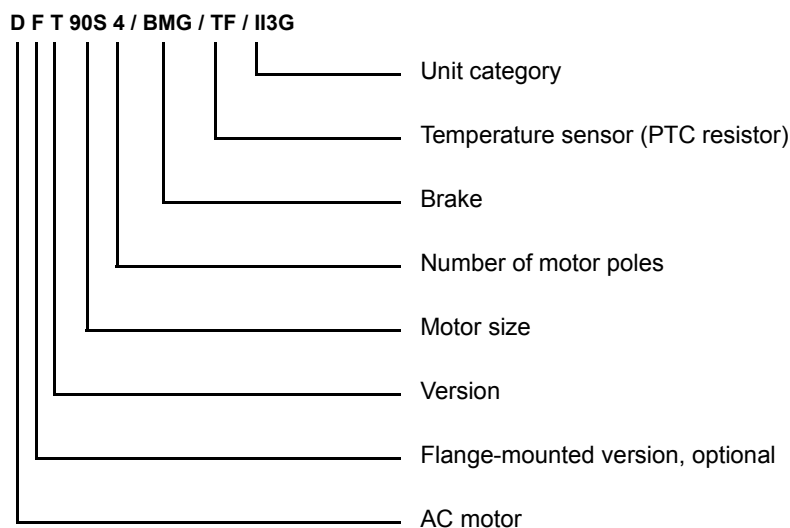 D F T 90S 4 / BMG / TF / II3G
Unit category
Temperature sensor (PTC resistor)
Brake
Number of motor poles
Motor size
Version
Flange-mounted version, optional
AC motor